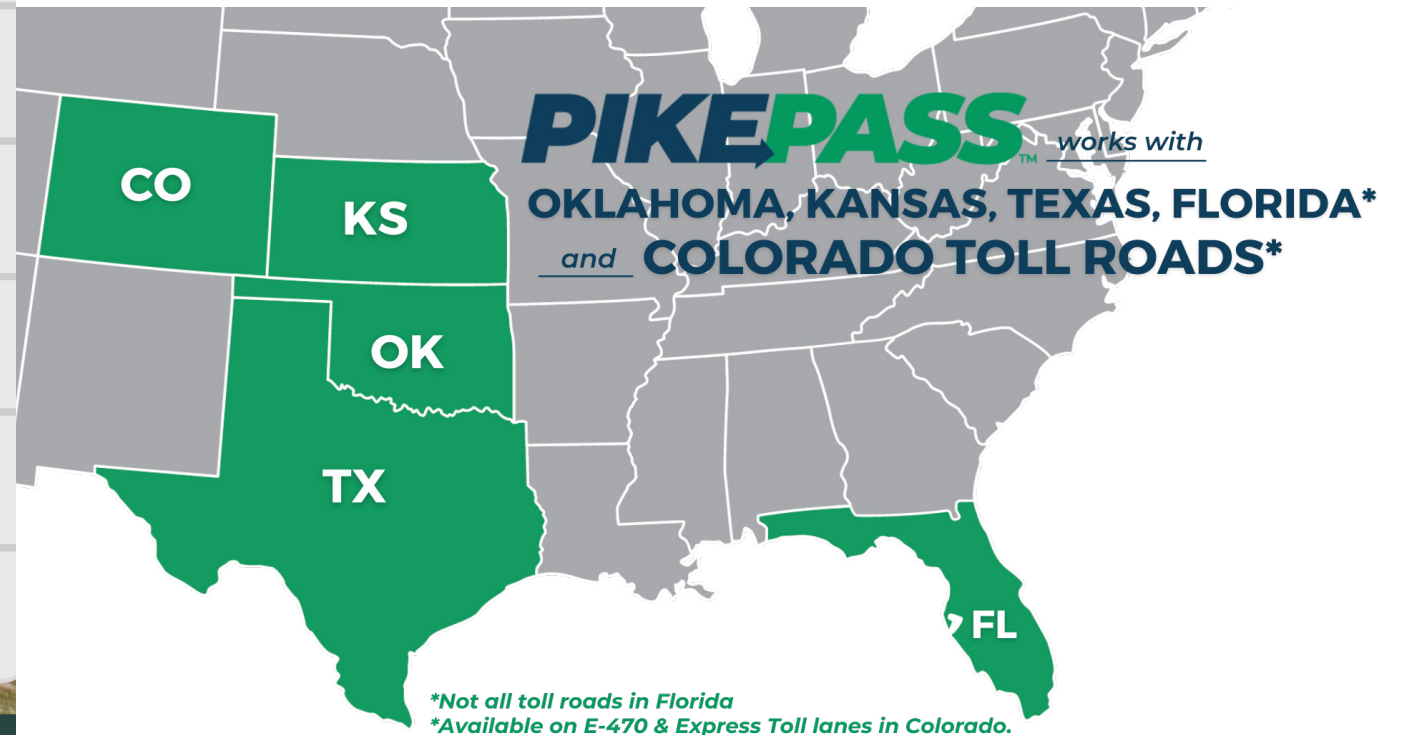 PIKEPASS™ works with
OKLAHOMA, KANSAS, TEXAS, FLORIDA*
and COLORADO TOLL ROADS*
CO
KS
OK
TX
FL
*Not all toll roads in Florida
*Available on E-470 & Express Toll lanes in Colorado.